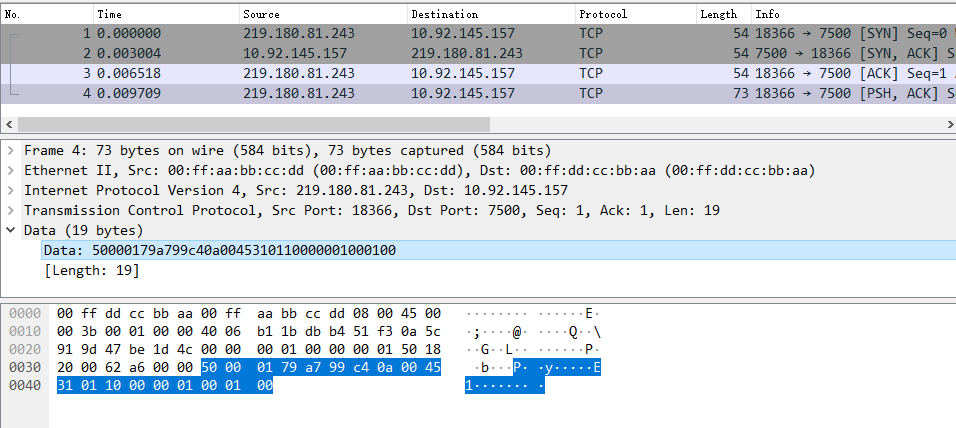 No. Time Source Destination Protocol Length Info
1 0.000000 219.180.81.243 10.92.145.157 TCP 54 18366 → 7500 [SYN] Seq=0
2 0.003004 10.92.145.157 219.180.81.243 TCP 54 7500 → 18366 [SYN, ACK] S
3 0.006518 219.180.81.243 10.92.145.157 TCP 54 18366 → 7500 [ACK] Seq=1
4 0.009709 219.180.81.243 10.92.145.157 TCP 73 18366 → 7500 [PSH, ACK] S
Frame 4: 73 bytes on wire (584 bits), 73 bytes captured (584 bits)
Ethernet II, Src: 00:ff:aa:bb:cc:dd (00:ff:aa:bb:cc:dd), Dst: 00:ff:dd:cc:bb:aa (00:ff:dd:cc:bb:aa)
Internet Protocol Version 4, Src: 219.180.81.243, Dst: 10.92.145.157
Transmission Control Protocol, Src Port: 18366, Dst Port: 7500, Seq: 1, Ack: 1, Len: 19
Data (19 bytes)
Data: 50000179a799c40a0045310110000001000100
[Length: 19]
0000 00 ff dd cc bb aa 00 ff aa bb cc dd 08 00 45 00 ········ ······E·
0010 00 3b 00 01 00 00 40 06 b1 1b db b4 51 f3 0a 5c ·;····@· ····Q··\
0020 91 9d 47 be 1d 4c 00 00 00 01 00 00 00 01 50 18 ··G··L·· ······P·
0030 20 00 62 a6 00 00 50 00 01 79 a7 99 c4 0a 00 45 ·b···P· ·y·····E
0040 31 01 10 00 00 01 00 01 00 1······· ·